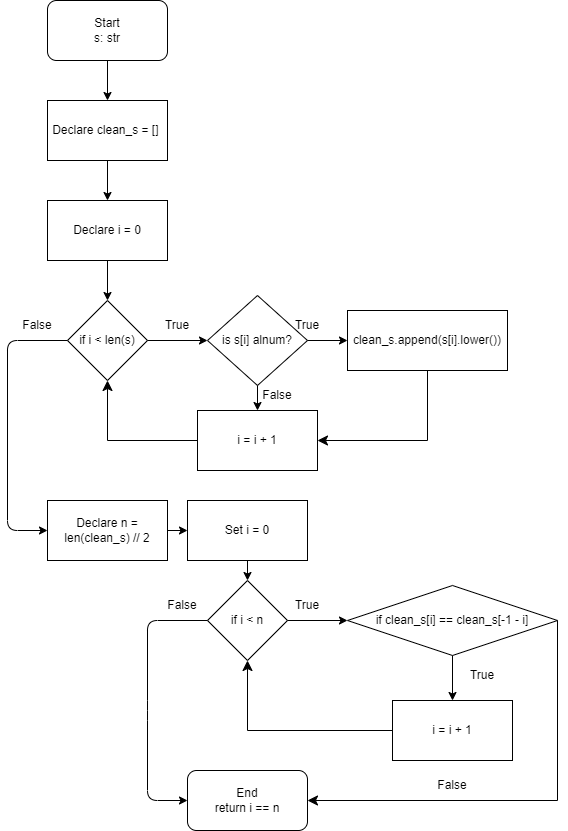 Start
s: str
Declare clean_s = []
Declare i = 0
False
if i < len(s)
True
is s[i] alnum?
True
clean_s.append(s[i].lower())
False
i = i + 1
Declare n =
len(clean_s) // 2
Set i = 0
False
if i < n
True
if clean_s[i] == clean_s[-1 - i]
True
i = i + 1
False
End
return i == n